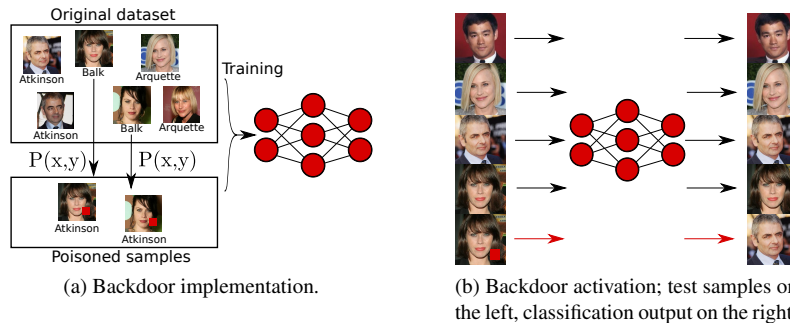 Original dataset
Atkinson
Balk
Arquette
Training
Atkinson
Balk
Arquette
P(x,y)
P(x,y)
Atkinson
Atkinson
Poisoned samples
(a) Backdoor implementation.
(b) Backdoor activation; test samples on
the left, classification output on the right